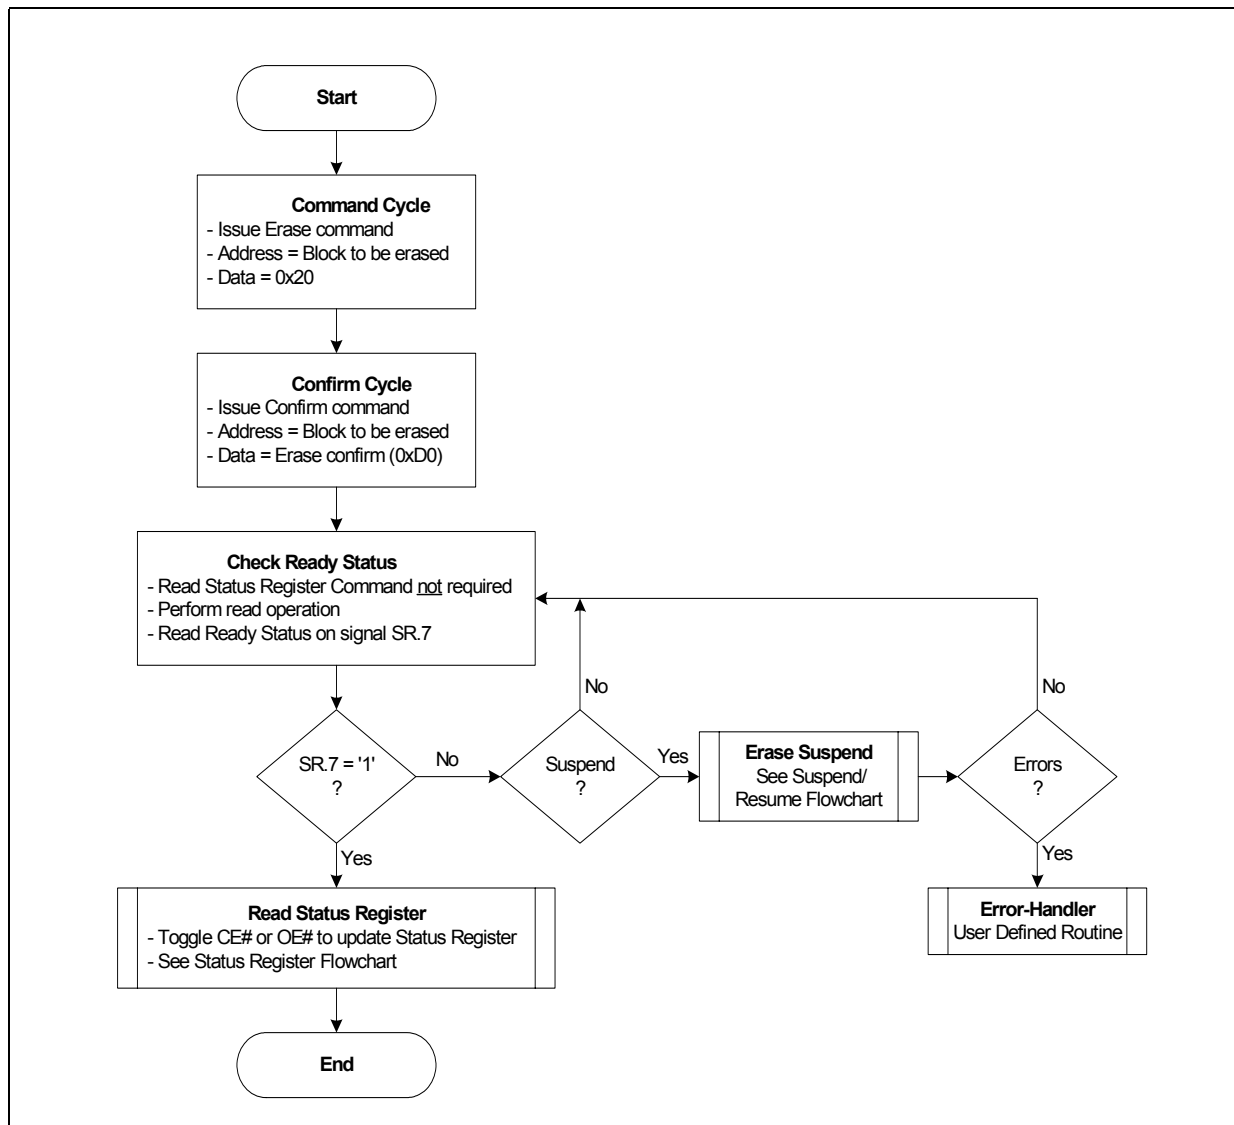 Start
Command Cycle
- Issue Erase command
- Address = Block to be erased
- Data = 0x20
Confirm Cycle
- Issue Confirm command
- Address = Block to be erased
- Data = Erase confirm (0xD0)
Check Ready Status
- Read Status Register Command not required
- Perform read operation
- Read Ready Status on signal SR.7
No
No
SR.7 = '1'
?
No
Suspend
?
Yes
Erase Suspend
See Suspend/
Resume Flowchart
Errors
?
Yes
Yes
Read Status Register
- Toggle CE# or OE# to update Status Register
- See Status Register Flowchart
Error-Handler
User Defined Routine
End